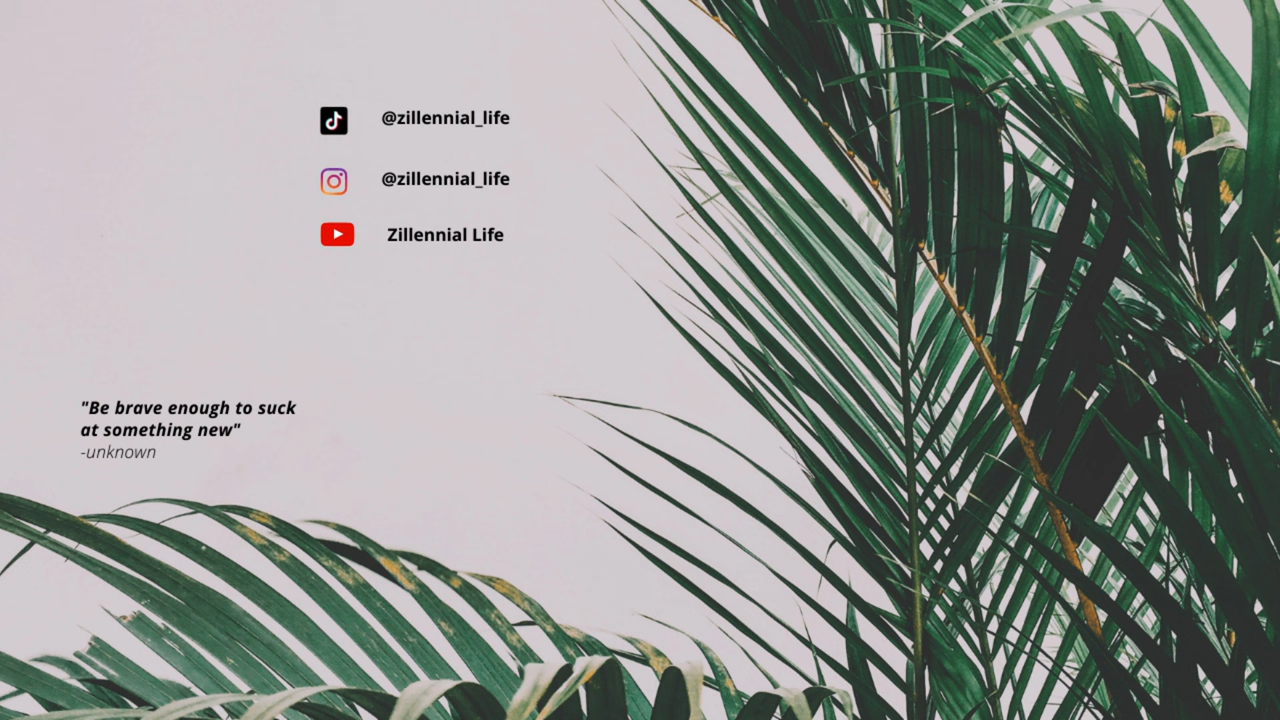 @zillennial_life
@zillennial_life
Zillennial Life
"Be brave enough to suck
at something new"
-unknown